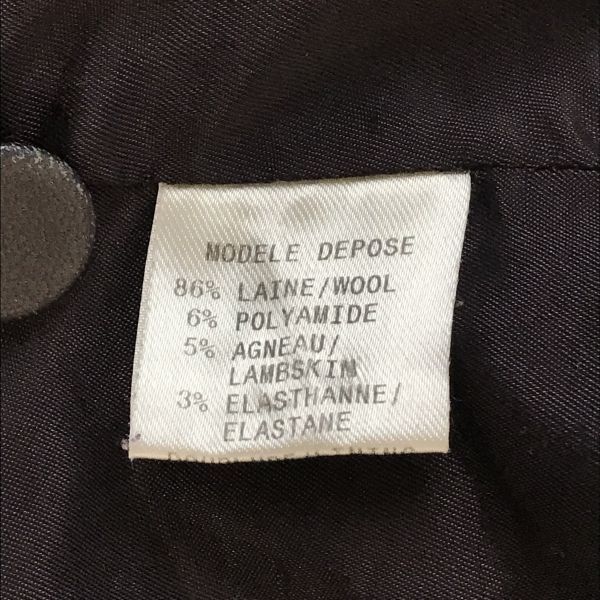 MODELE DEPOSE
86% LAINE/WOOL
6% POLYAMIDE
5% AGNEAU/
LAMBSKIN
3% ELASTHANNE/
ELASTANE